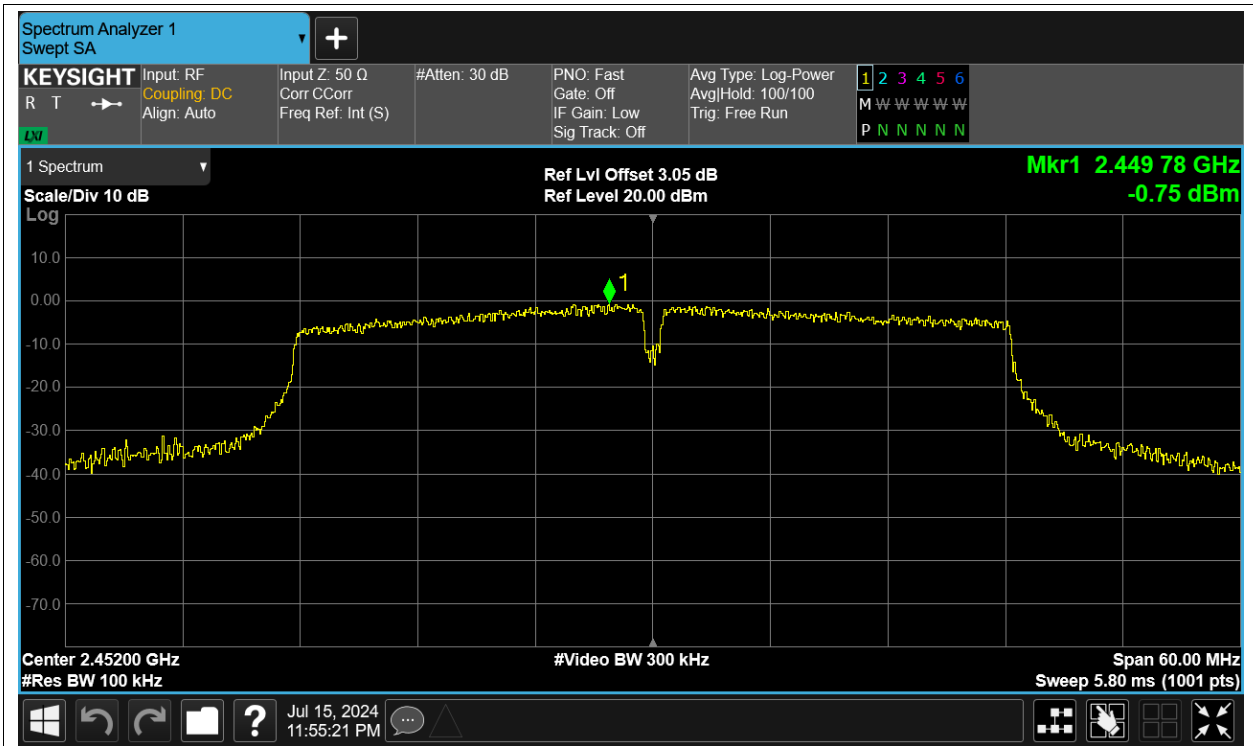 Spectrum Analyzer 1
Swept SA
KEYSIGHT
R T
LXI
Input: RF
Coupling: DC
Align: Auto
Input Z: 50 Ω
Corr CCorr
Freq Ref: Int (S)
#Atten: 30 dB
PNO: Fast
Gate: Off
IF Gain: Low
Sig Track: Off
Avg Type: Log-Power
Avg|Hold: 100/100
Trig: Free Run
1 2 3 4 5 6
M W W W W W
P N N N N N
1 Spectrum
Scale/Div 10 dB
Log
Ref Lvl Offset 3.05 dB
Ref Level 20.00 dBm
Mkr1 2.449 78 GHz
-0.75 dBm
10.0
0.00
-10.0
-20.0
-30.0
-40.0
-50.0
-60.0
-70.0
1
Center 2.45200 GHz
#Res BW 100 kHz
#Video BW 300 kHz
Span 60.00 MHz
Sweep 5.80 ms (1001 pts)
?
Jul 15, 2024
11:55:21 PM